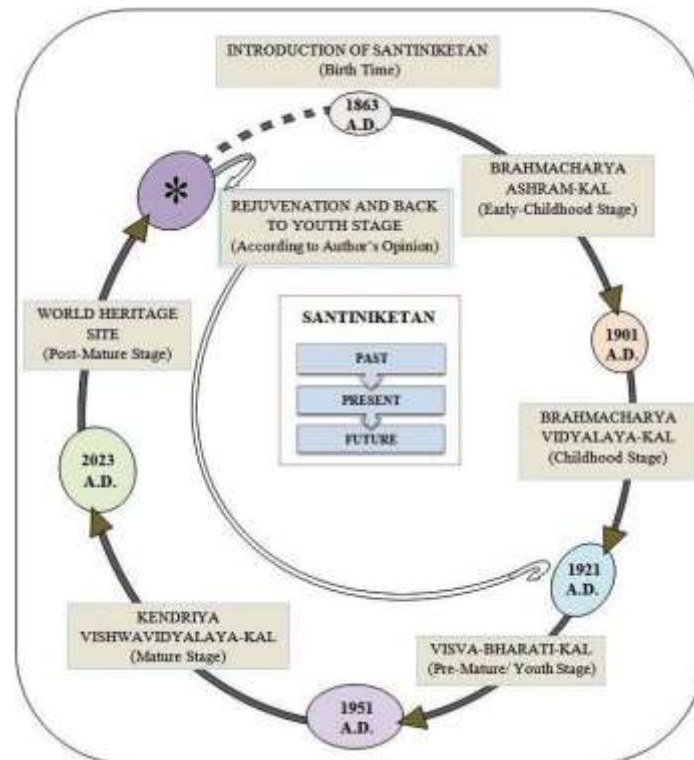 INTRODUCTION OF SANTINIKETAN
(Birth Time)
1863
A.D.
BRAHMACHARYA
ASHRAM-KAL
(Early-Childhood Stage)
1901
A.D.
BRAHMACHARYA
VIDYALAYA-KAL
(Childhood Stage)
1921
A.D.
VISVA-BHARATI-KAL
(Pre-Mature/ Youth Stage)
1951
A.D.
KENDRIYA
VISHWAVIDYALAYA-KAL
(Mature Stage)
2023
A.D.
WORLD HERITAGE
SITE
(Post-Mature Stage)
*
REJUVENATION AND BACK
TO YOUTH STAGE
(According to Author's Opinion)
SANTINIKETAN
PAST
PRESENT
FUTURE